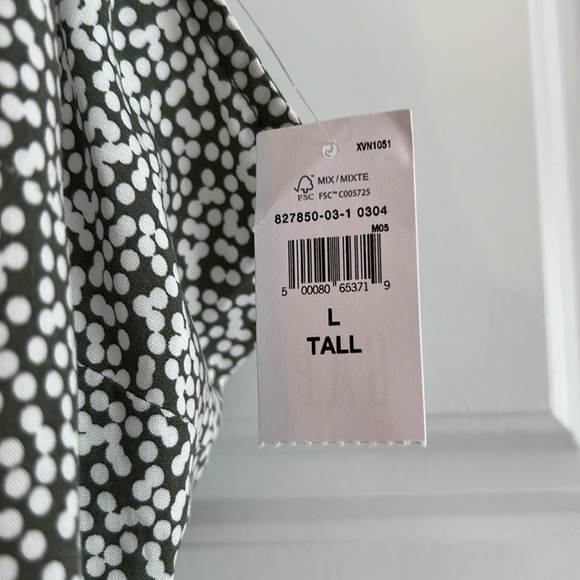 XVN1051
MIX/MIXTE
FSC FSC™ C005725
827850-03-1 0304
M05
5 00080 65371 9
L
TALL